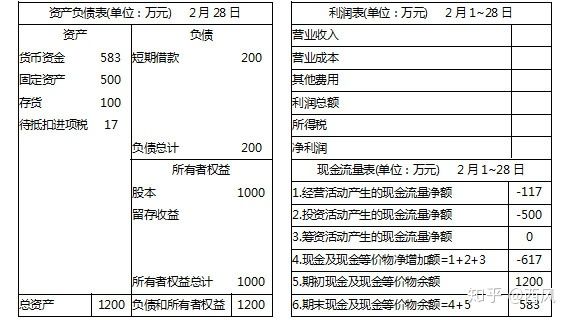 资产负债表(单位：万元)    2月28日
资产    负债
货币资金    583    短期借款    200
固定资产    500
存货    100
待抵扣进项税    17
负债总计    200
所有者权益
股本    1000
留存收益
所有者权益总计    1000
总资产    1200    负债和所有者权益    1200
利润表(单位：万元)    2月1~28日
营业收入
营业成本
其他费用
利润总额
所得税
净利润
现金流量表(单位：万元)    2月1~28日
1.经营活动产生的现金流量净额    -117
2.投资活动产生的现金流量净额    -500
3.筹资活动产生的现金流量净额    0
4.现金及现金等价物净增加额=1+2+3    -617
5.期初现金及现金等价物余额    1200
6.期末现金及现金等价物余额=4+5    583
知乎 @西风